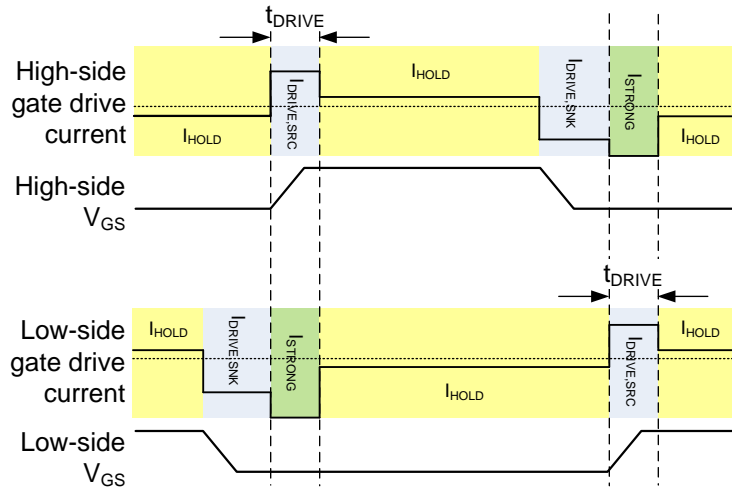 tDRIVE
High-side
gate drive
current
IHOLD
IDRIVE,SRC
IHOLD
IDRIVE,SNK
ISTRONG
IHOLD
High-side
VGS
tDRIVE
Low-side
gate drive
current
IHOLD
IDRIVE,SNK
ISTRONG
IHOLD
IDRIVE,SRC
IHOLD
Low-side
VGS